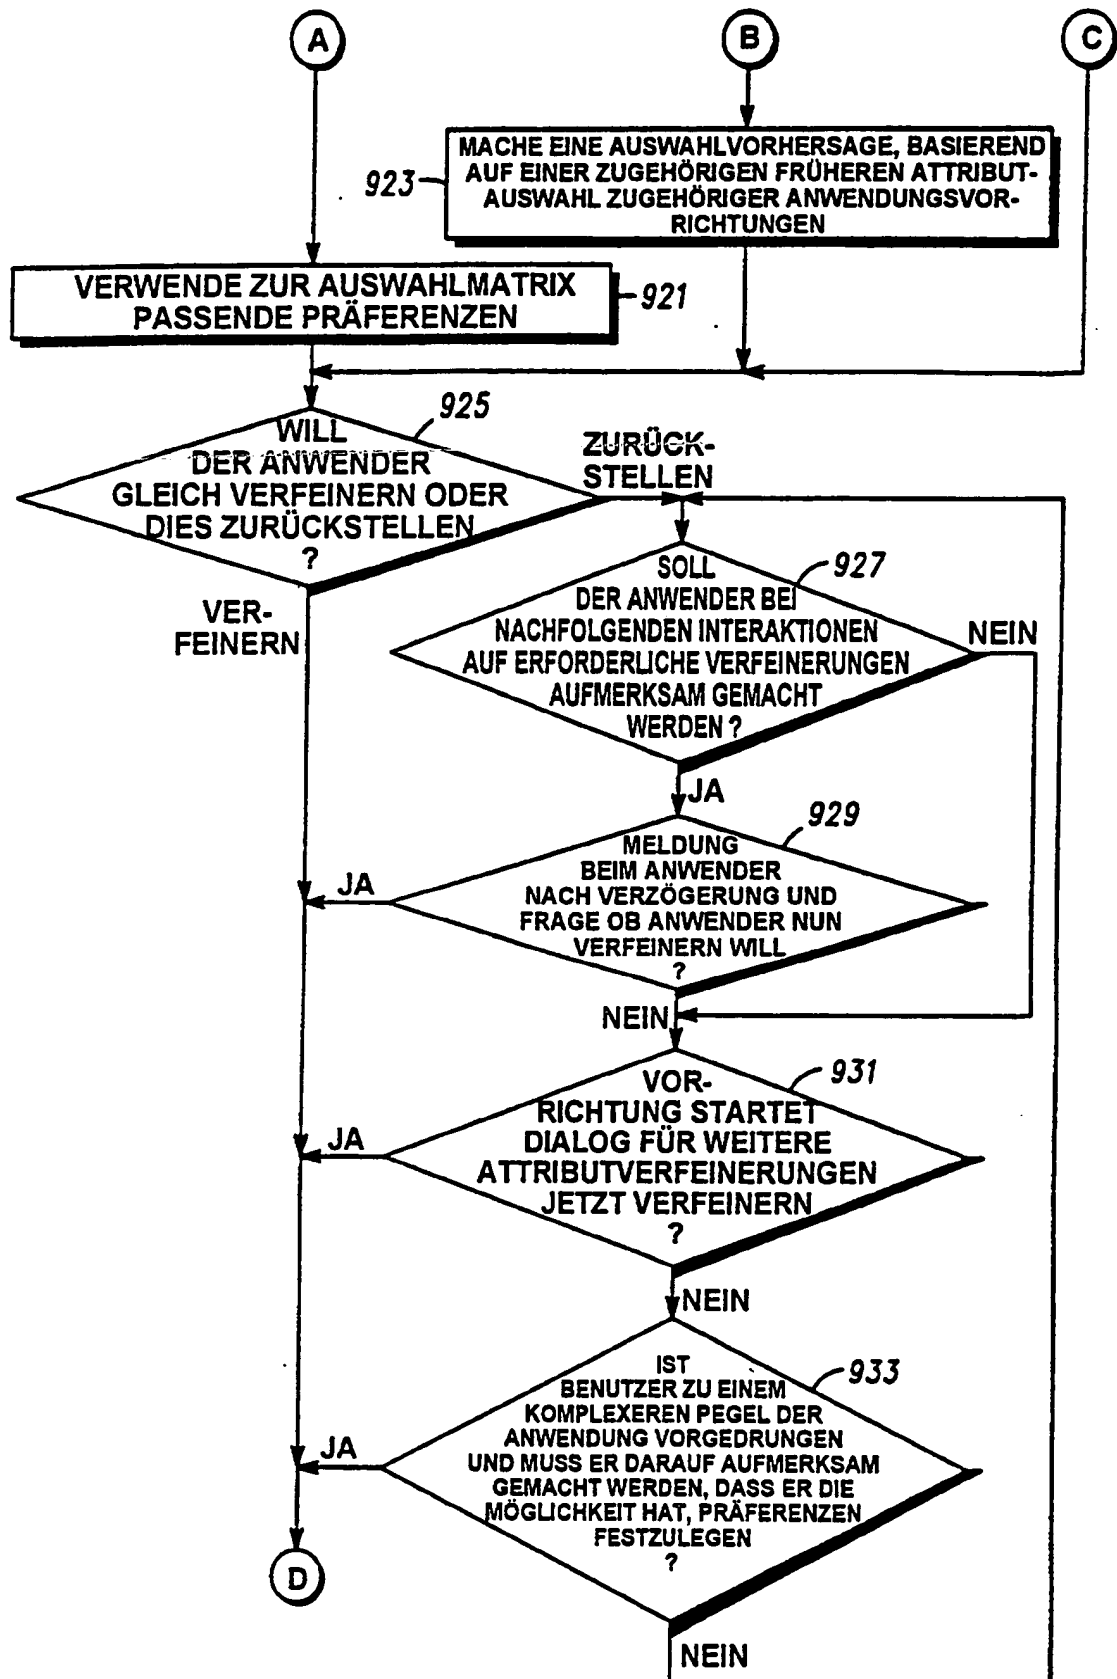 A
B
C
MACHE EINE AUSWAHLVORHERSAGE, BASIEREND
AUF EINER ZUGEHÖRIGEN FRÜHEREN ATTRIBUT-
AUSWAHL ZUGEHÖRIGER ANWENDUNGSVOR-
RICHTUNGEN
923
VERWENDE ZUR AUSWAHLMATRIX
PASSENDE PRÄFERENZEN
921
925
WILL
DER ANWENDER
GLEICH VERFEINERN ODER
DIES ZURÜCKSTELLEN
?
ZURÜCK-
STELLEN
VER-
FEINERN
927
SOLL
DER ANWENDER BEI
NACHFOLGENDEN INTERAKTIONEN
AUF ERFORDERLICHE VERFEINERUNGEN
AUFMERKSAM GEMACHT
WERDEN ?
NEIN
JA
929
MELDUNG
BEIM ANWENDER
NACH VERZÖGERUNG UND
FRAGE OB ANWENDER NUN
VERFEINERN WILL
?
JA
NEIN
931
VOR-
RICHTUNG STARTET
DIALOG FÜR WEITERE
ATTRIBUTVERFEINERUNGEN
JETZT VERFEINERN
?
JA
NEIN
933
IST
BENUTZER ZU EINEM
KOMPLEXEREN PEGEL DER
ANWENDUNG VORGEDRUNGEN
UND MUSS ER DARAUF AUFMERKSAM
GEMACHT WERDEN, DASS ER DIE
MÖGLICHKEIT HAT, PRÄFERENZEN
FESTZULEGEN
?
JA
D
NEIN